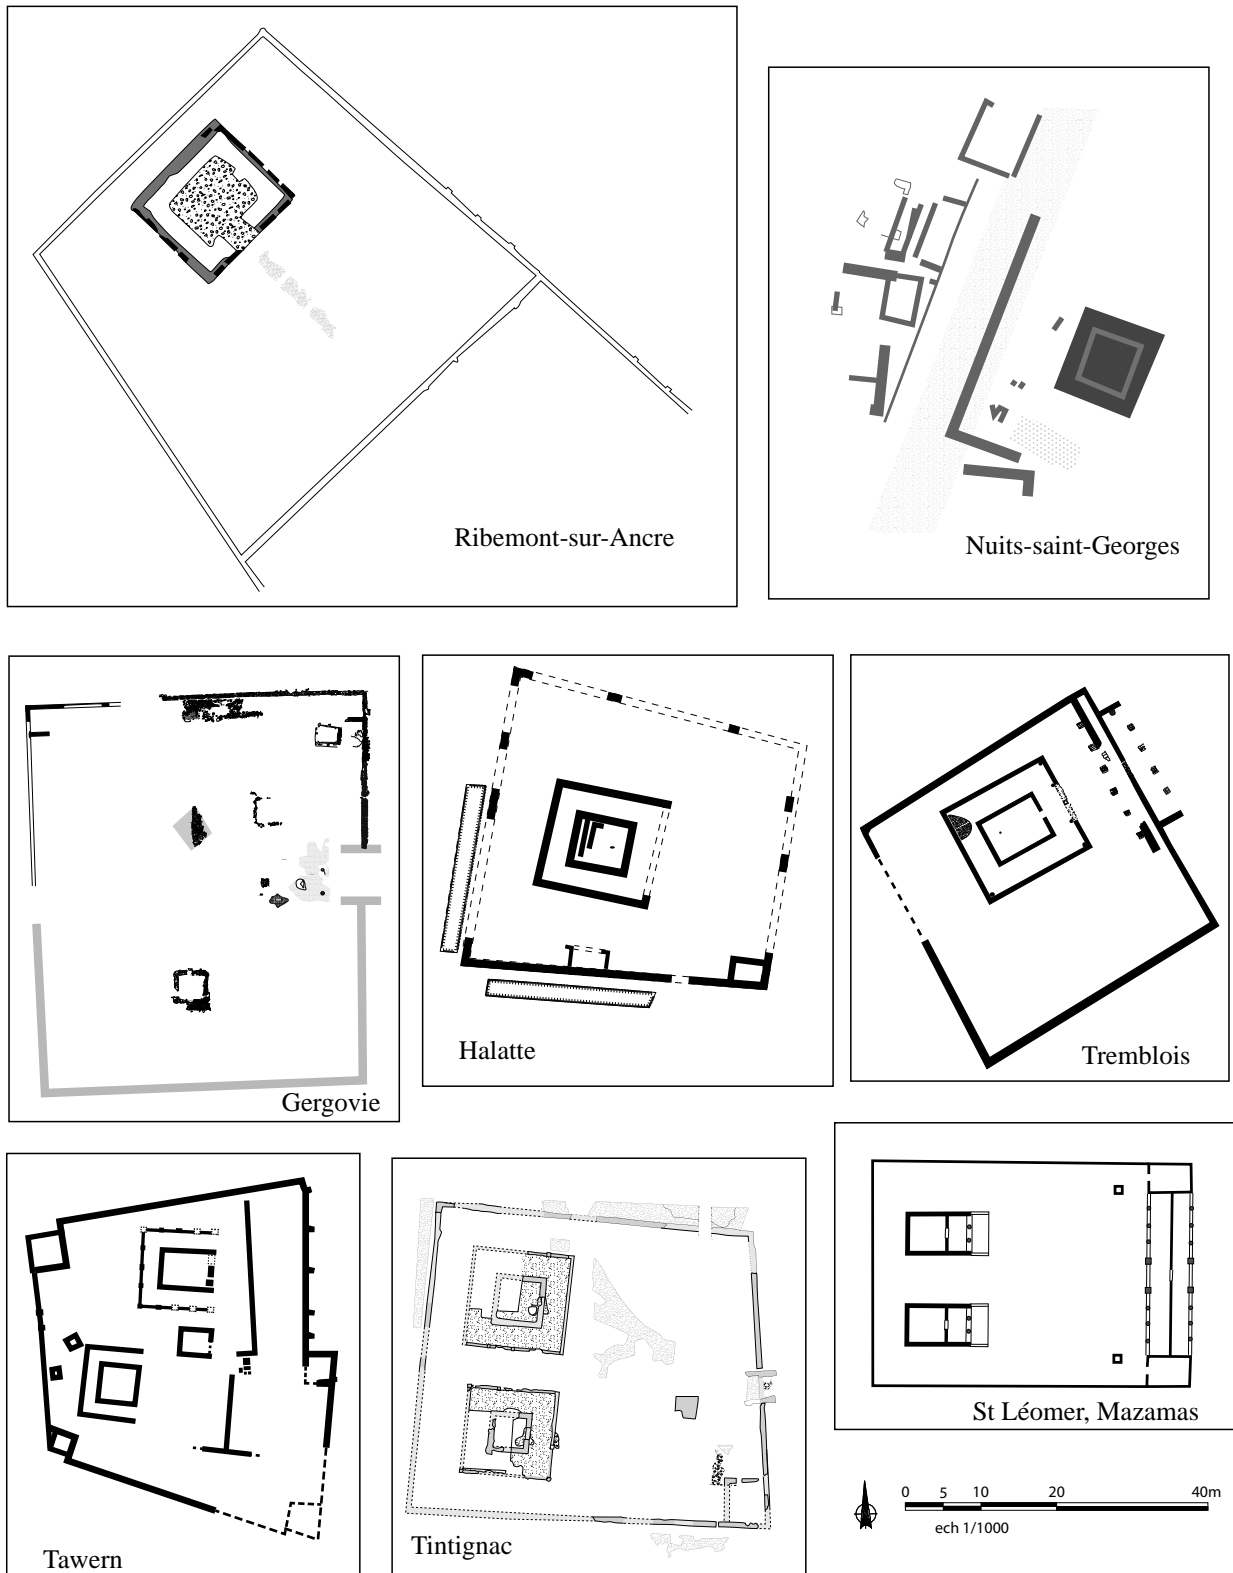 Ribemont-sur-Ancre
Nuits-saint-Georges
Gergovie
Halatte
Tremblois
Tawern
Tintignac
St Léomer, Mazamas
0 5 10 20 40m
ech 1/1000